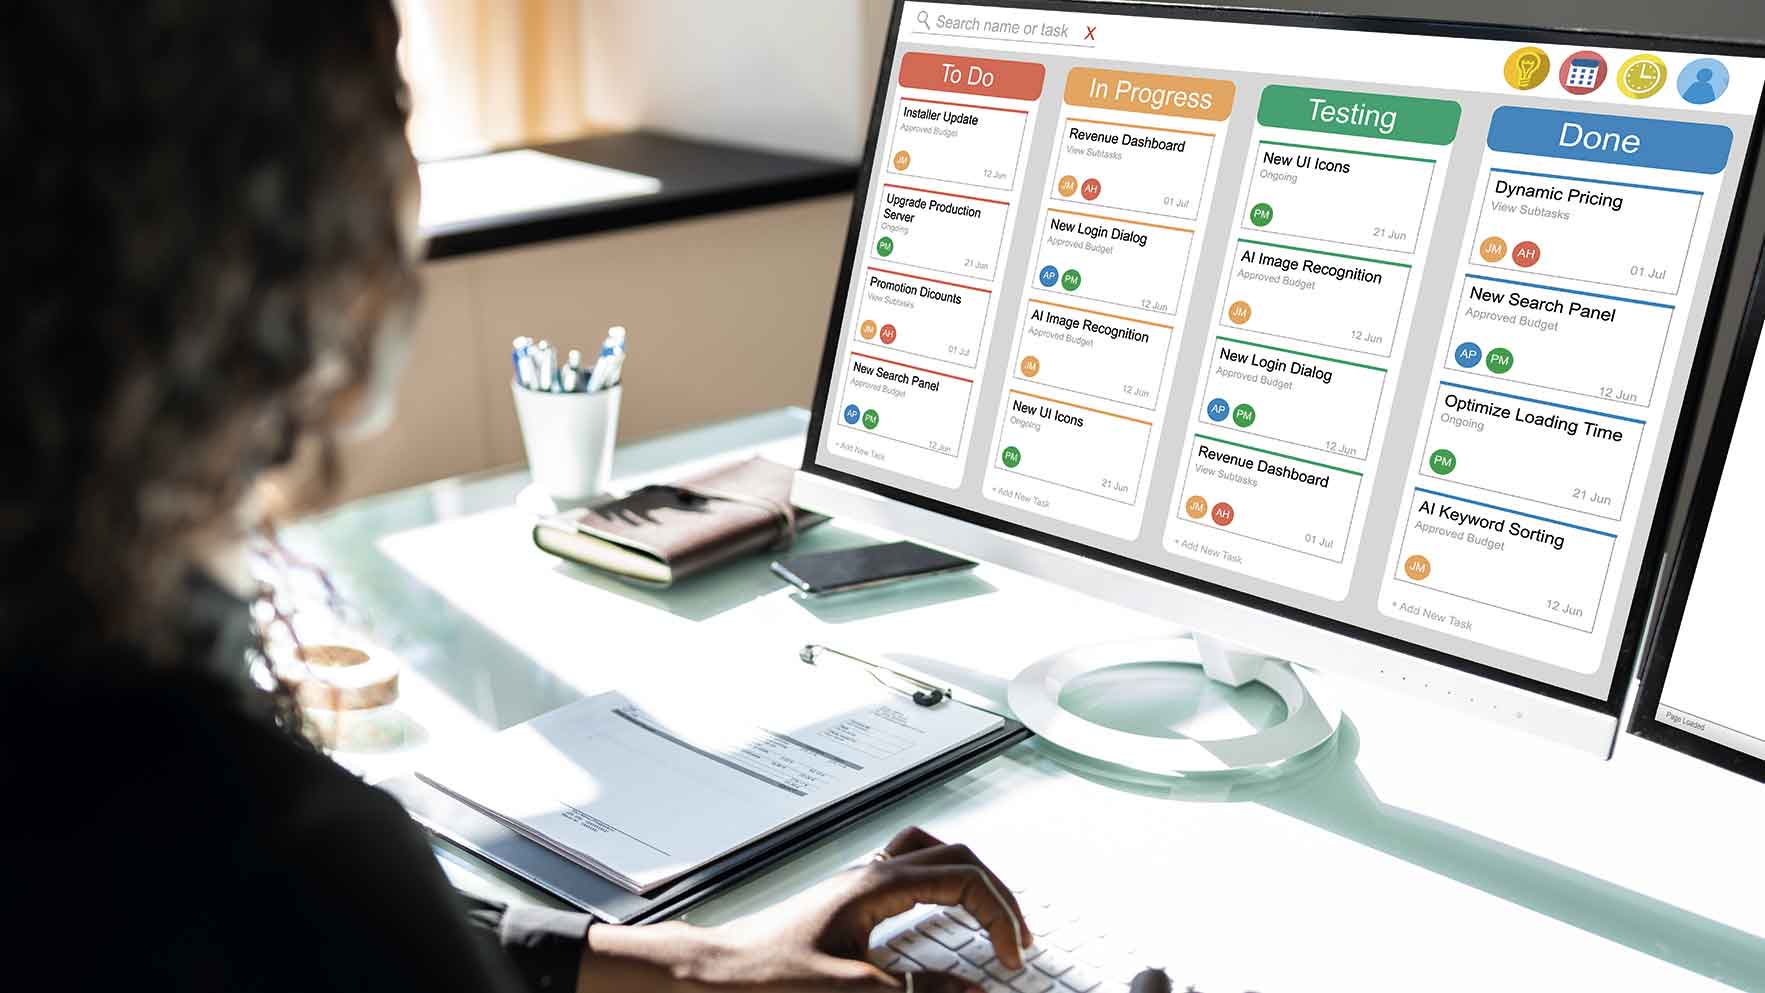 Search name or task X
To Do
Installer Update
Approved Budget
JM
12 Jun
Upgrade Production
Server
Ongoing
PM
21 Jun
Promotion Dicounts
View Subtasks
JM AH
01 Jul
New Search Panel
Approved Budget
AP PM
12 Jun
+ Add New Task
In Progress
Revenue Dashboard
View Subtasks
JM AH
01 Jul
New Login Dialog
Approved Budget
AP PM
12 Jun
AI Image Recognition
Approved Budget
JM
12 Jun
New UI Icons
Ongoing
PM
21 Jun
+ Add New Task
Testing
New UI Icons
Ongoing
PM
21 Jun
AI Image Recognition
Approved Budget
JM
12 Jun
New Login Dialog
Approved Budget
AP PM
12 Jun
Revenue Dashboard
View Subtasks
JM AH
01 Jul
+ Add New Task
Done
Dynamic Pricing
View Subtasks
JM AH
01 Jul
New Search Panel
Approved Budget
AP PM
12 Jun
Optimize Loading Time
Ongoing
PM
21 Jun
AI Keyword Sorting
Approved Budget
JM
12 Jun
+ Add New Task
Page Loaded